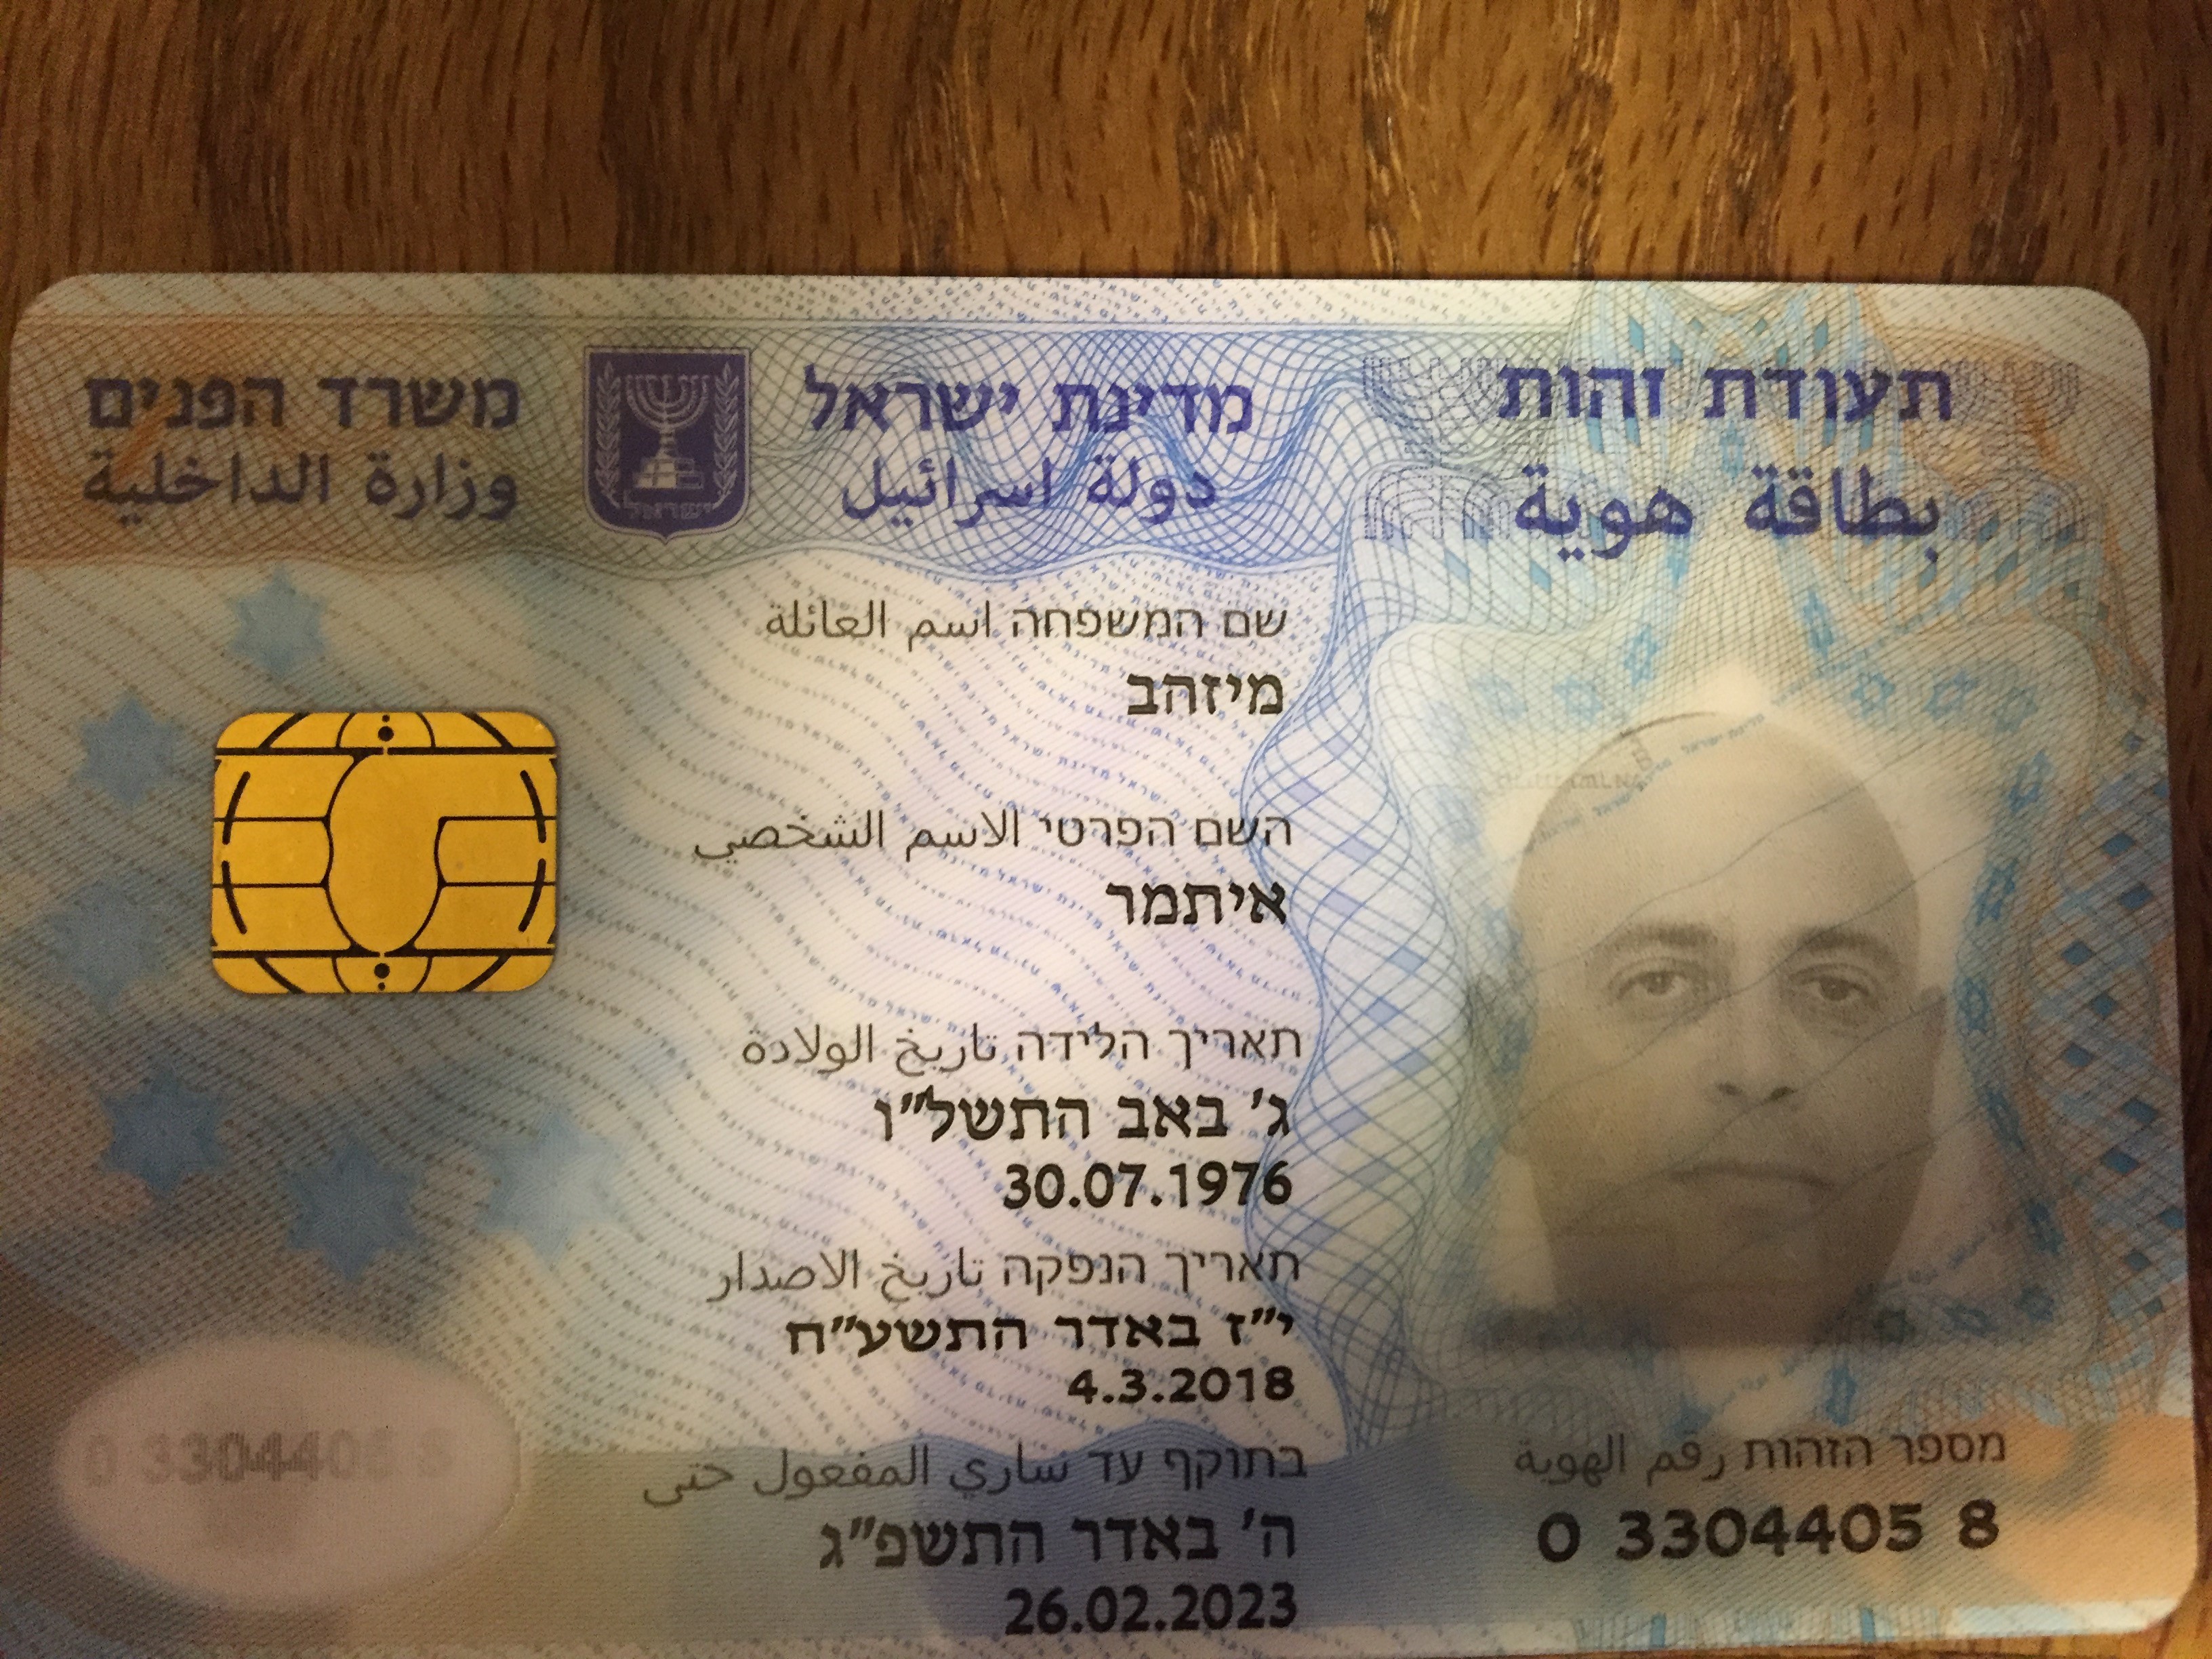 תעודת זהות
بطاقة هوية
מדינת ישראל
دولة اسرائيل
ישראל
משרד הפנים
وزارة الداخلية
שם המשפחה اسم العائلة
מיזהב
השם הפרטי الاسم الشخصي
איתמר
תאריך הלידה تاريخ الولادة
ג' באב התשל"ו
30.07.1976
תאריך הנפקה تاريخ الاصدار
י"ז באדר התשע"ח
4.3.2018
בתוקף עד ساري المفعول حتى
ה' באדר התשפ"ג
26.02.2023
מספר הזהות رقم الهوية
0 3304405 8